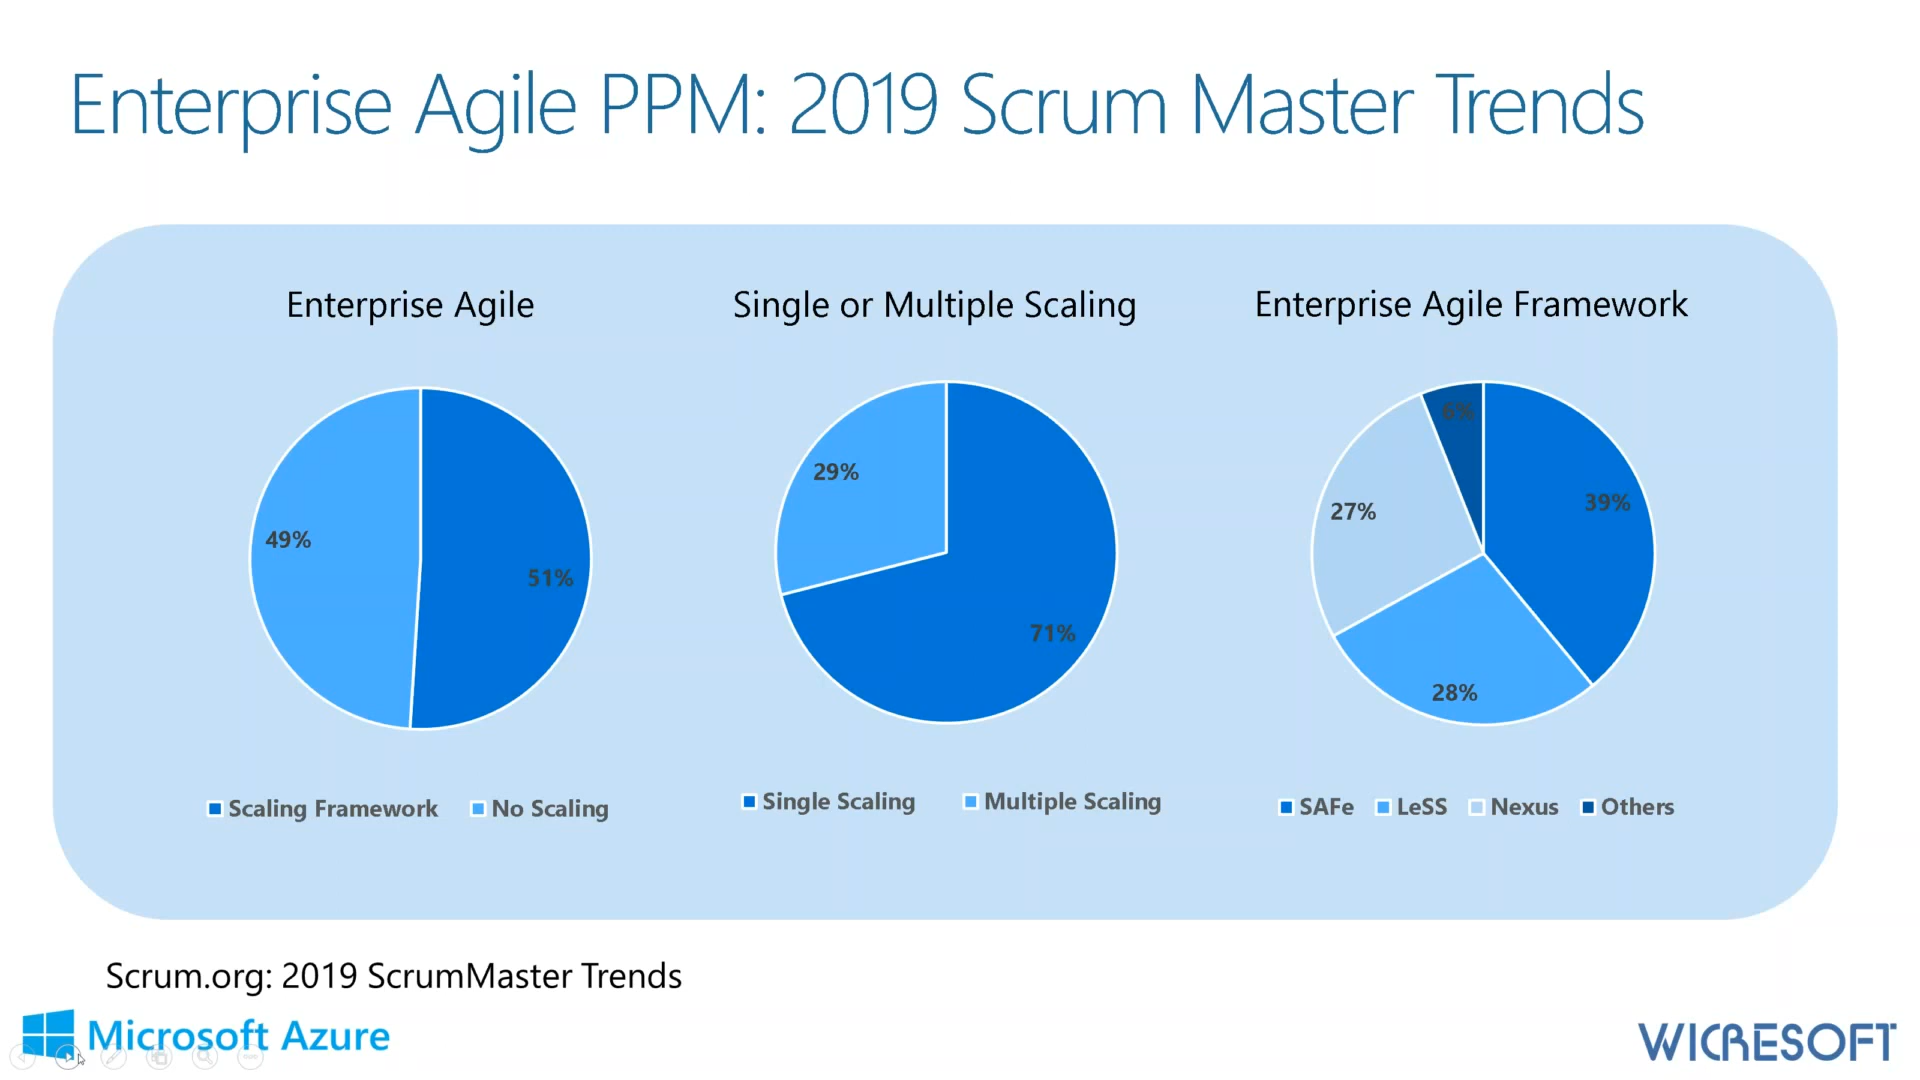 Enterprise Agile PPM: 2019 Scrum Master Trends
Enterprise Agile
49%
51%
Scaling Framework No Scaling
Single or Multiple Scaling
29%
71%
Single Scaling Multiple Scaling
Enterprise Agile Framework
6%
39%
27%
28%
SAFe LeSS Nexus Others
Scrum.org: 2019 ScrumMaster Trends
Microsoft Azure
WICRESOFT